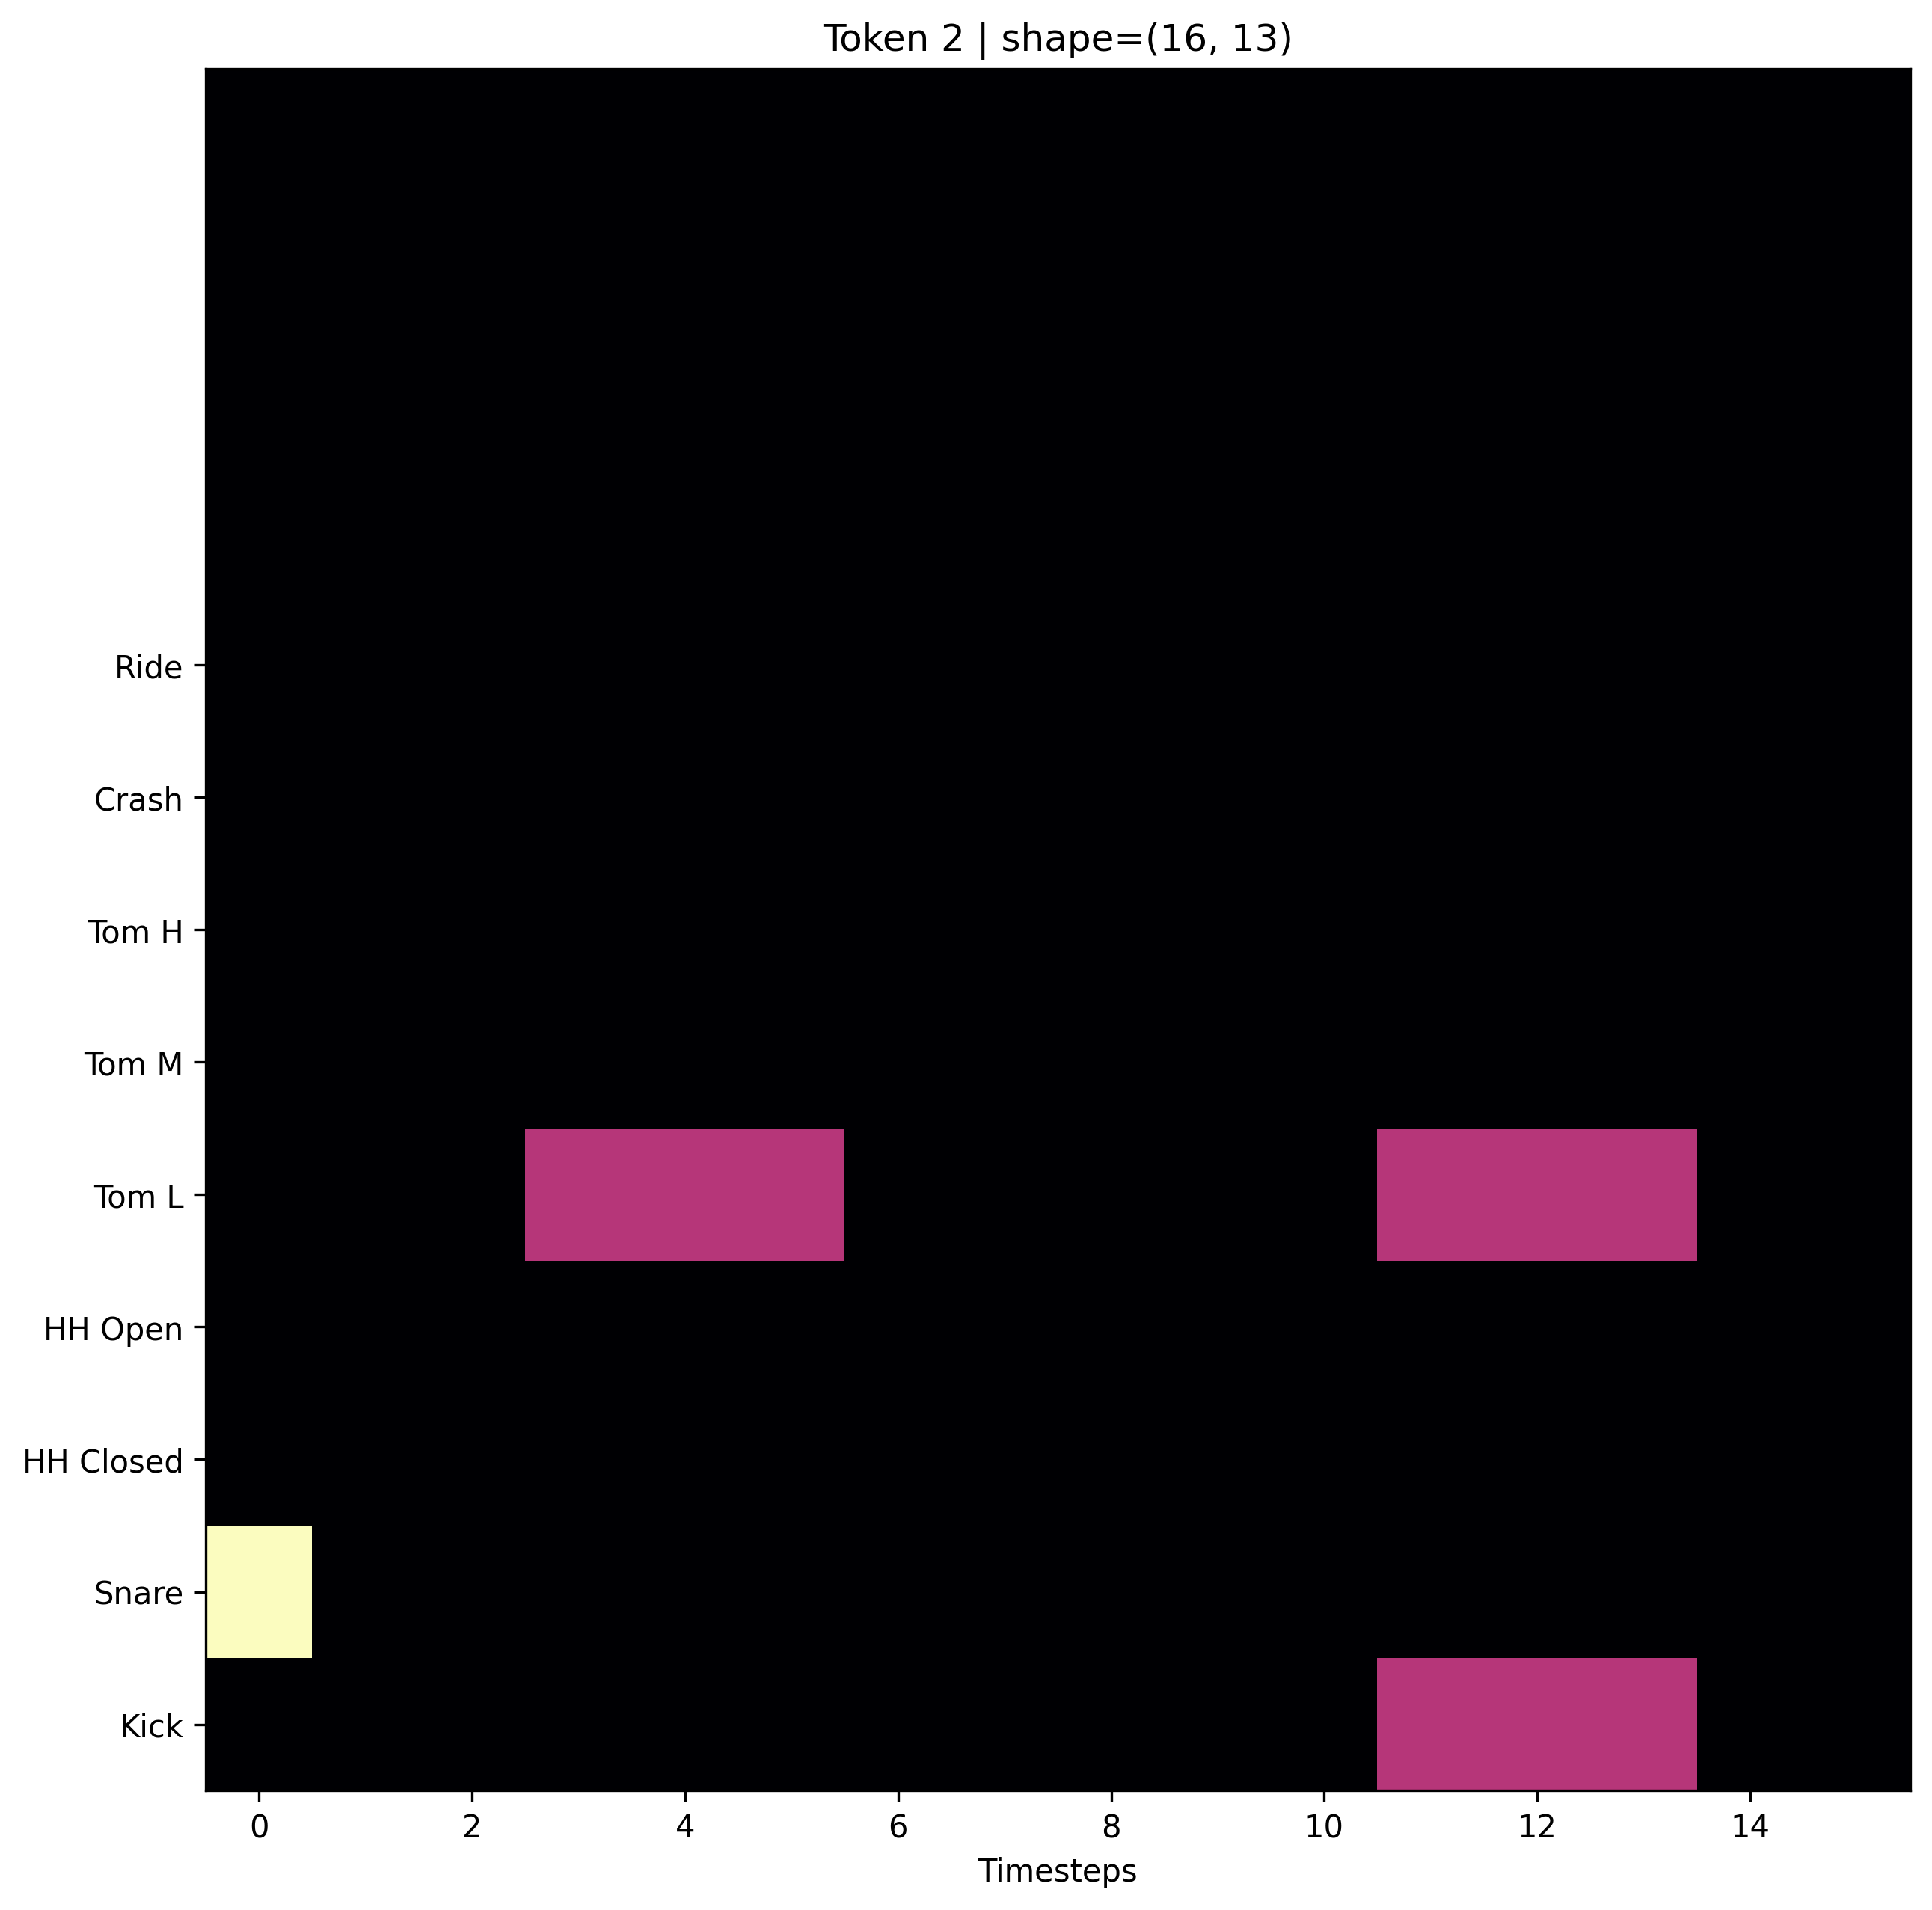 Token 2 | shape=(16, 13)
Ride
Crash
Tom H
Tom M
Tom L
HH Open
HH Closed
Snare
Kick
0 2 4 6 8 10 12 14
Timesteps